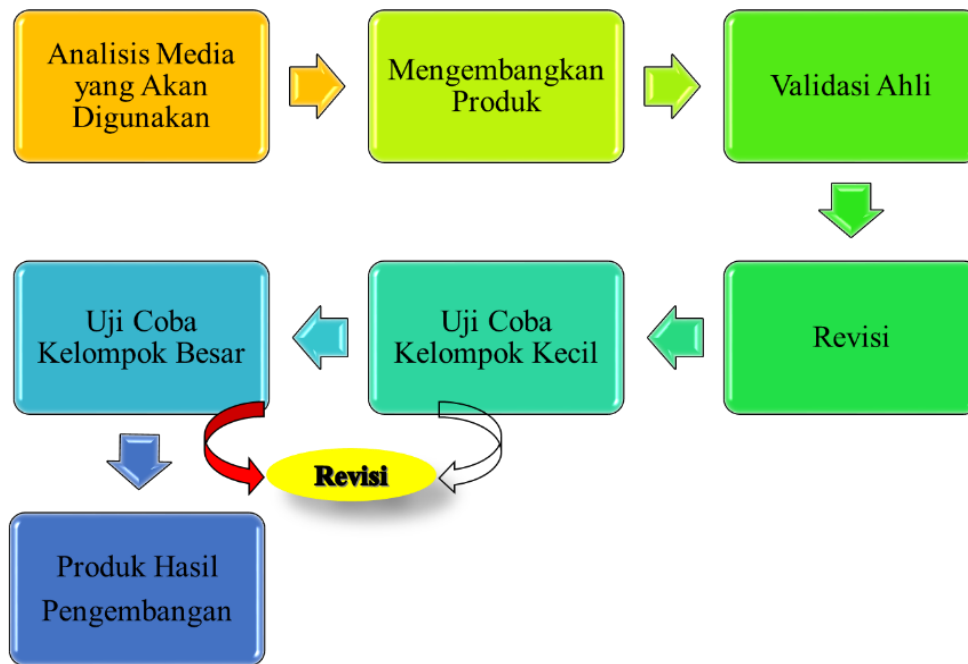 Analisis Media
yang Akan
Digunakan
Mengembangkan
Produk
Validasi Ahli
Revisi
Uji Coba
Kelompok Kecil
Uji Coba
Kelompok Besar
Revisi
Produk Hasil
Pengembangan